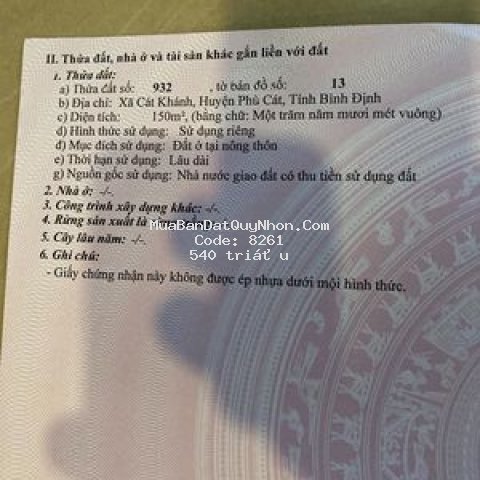 II. Thửa đất, nhà ở và tài sản khác gắn liền với đất
1. Thửa đất:
a) Thửa đất số: 932 , tờ bản đồ số: 13
b) Địa chỉ: Xã Cát Khánh, Huyện Phù Cát, Tỉnh Bình Định
c) Diện tích: 150m², (bằng chữ: Một trăm năm mươi mét vuông)
d) Hình thức sử dụng: Sử dụng riêng
đ) Mục đích sử dụng: Đất ở tại nông thôn
e) Thời hạn sử dụng: Lâu dài
g) Nguồn gốc sử dụng: Nhà nước giao đất có thu tiền sử dụng đất
2. Nhà ở: -/-.
3. Công trình xây dựng khác: -/-.
4. Rừng sản xuất là
MuaBanDatQuyNhon.Com
5. Cây lâu năm: -/-.
Code: 8261
6. Ghi chú:
540 triất u
- Giấy chứng nhận này không được ép nhựa dưới mọi hình thức.